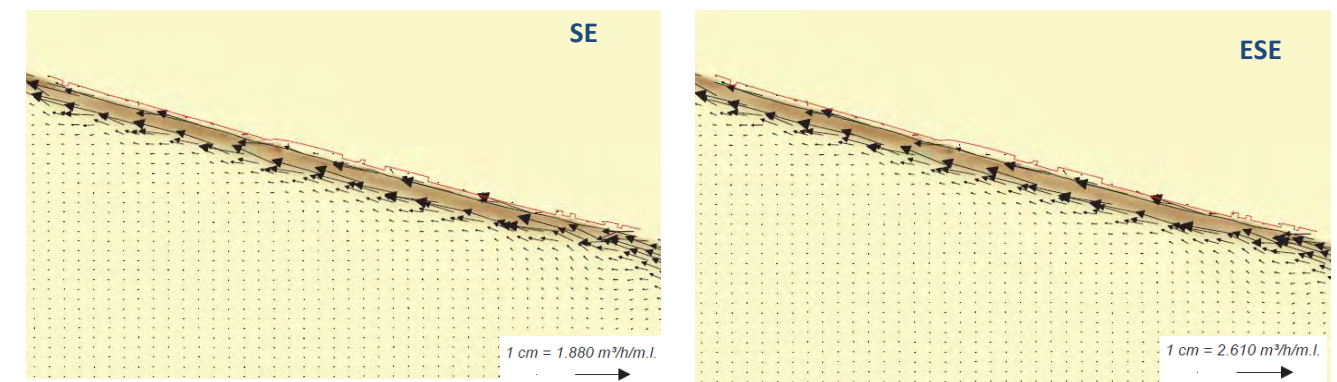 SE
ESE
1 cm = 1.880 m³/h/m.l.
1 cm = 2.610 m³/h/m.l.